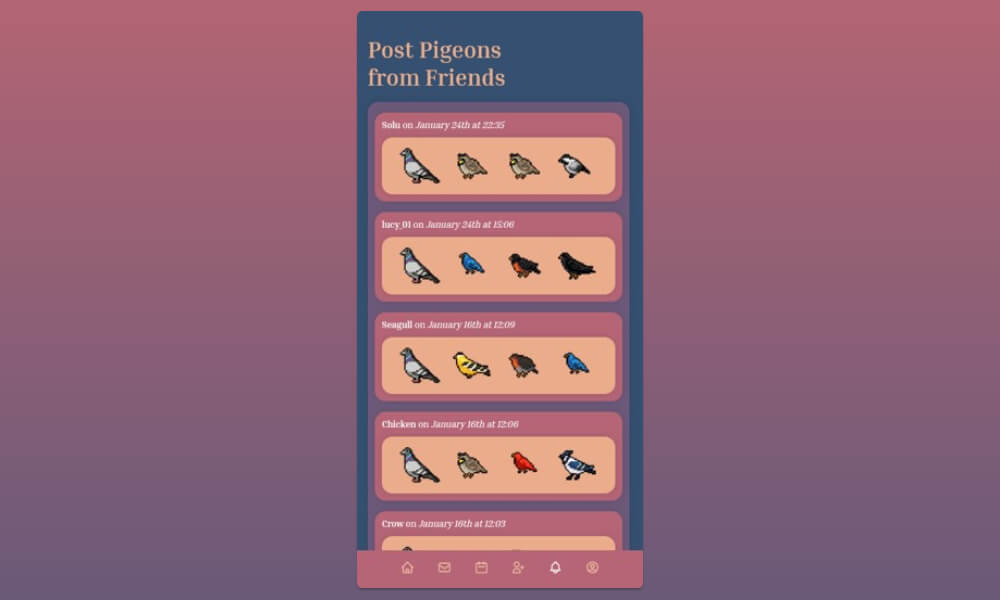 Post Pigeons
from Friends
Solu on January 24th at 22:35
lucy_01 on January 24th at 15:06
Seagull on January 16th at 12:09
Chicken on January 16th at 12:06
Crow on January 16th at 12:03